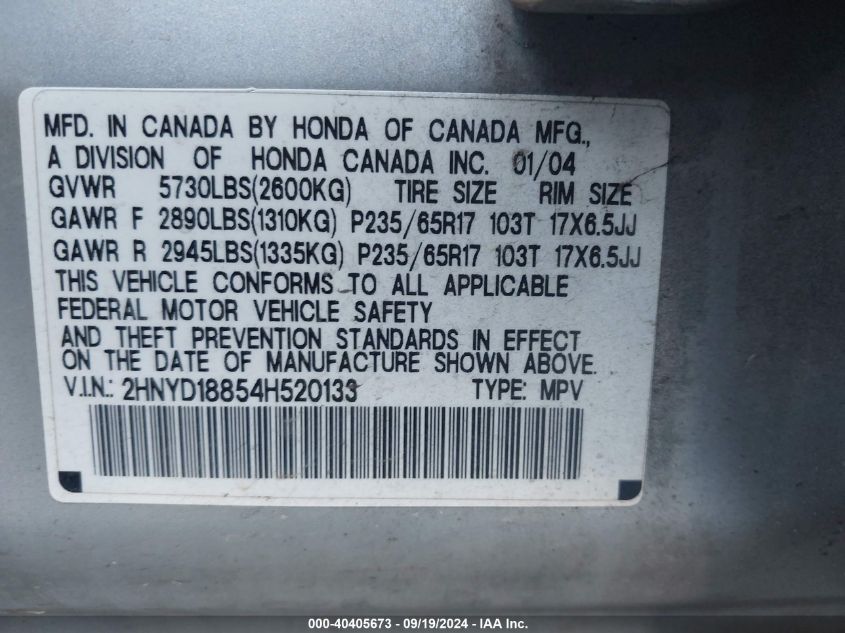 MFD. IN CANADA BY HONDA OF CANADA MFG.,
A DIVISION OF HONDA CANADA INC. 01/04
GVWR 5730LBS(2600KG) TIRE SIZE RIM SIZE
GAWR F 2890LBS(1310KG) P235/65R17 103T 17X6.5JJ
GAWR R 2945LBS(1335KG) P235/65R17 103T 17X6.5JJ
THIS VEHICLE CONFORMS TO ALL APPLICABLE
FEDERAL MOTOR VEHICLE SAFETY
AND THEFT PREVENTION STANDARDS IN EFFECT
ON THE DATE OF MANUFACTURE SHOWN ABOVE.
V.I.N.: 2HNYD18854H520133 TYPE: MPV
000-40405673 - 09/19/2024 - IAA Inc.